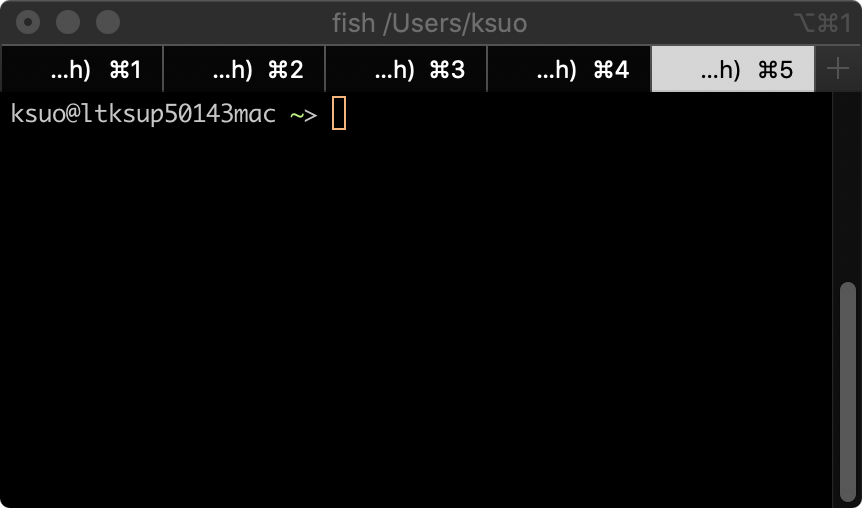 fish /Users/ksuo ⌥⌘1
...h) ⌘1 ...h) ⌘2 ...h) ⌘3 ...h) ⌘4 ...h) ⌘5 +
ksuo@ltksup50143mac ~>